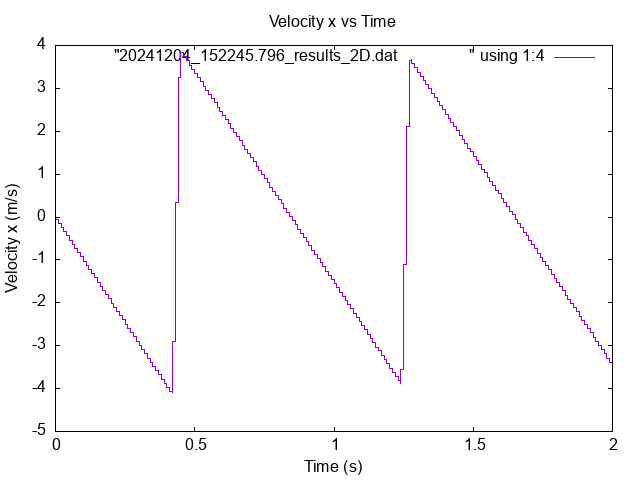 Velocity x vs Time
"20241204_152245.796_results_2D.dat " using 1:4
4
3
2
1
0
-1
-2
-3
-4
-5
Velocity x (m/s)
0 0.5 1 1.5 2
Time (s)